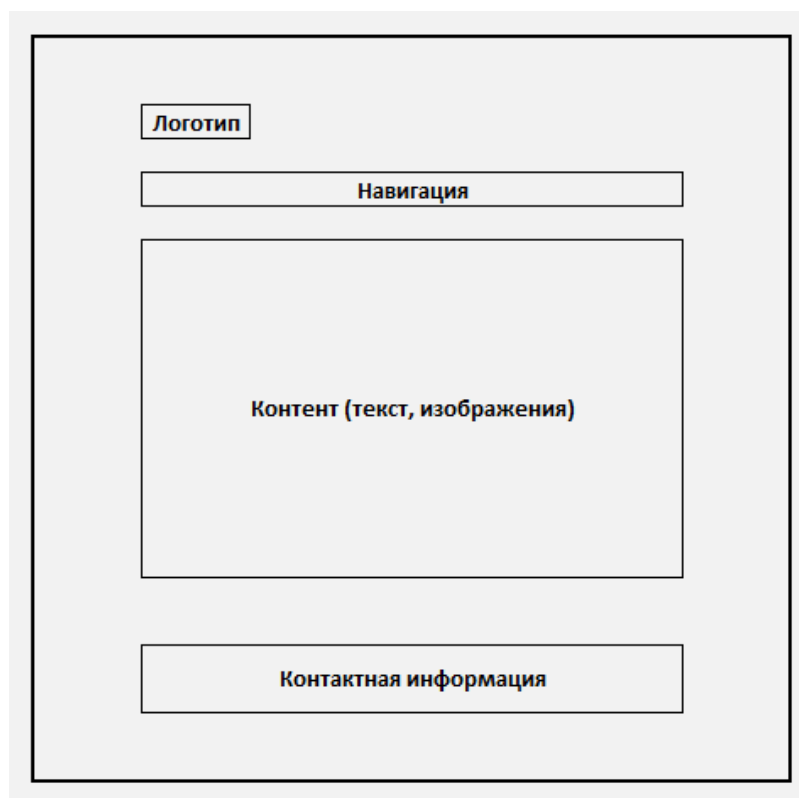 Логотип
Навигация
Контент (текст, изображения)
Контактная информация